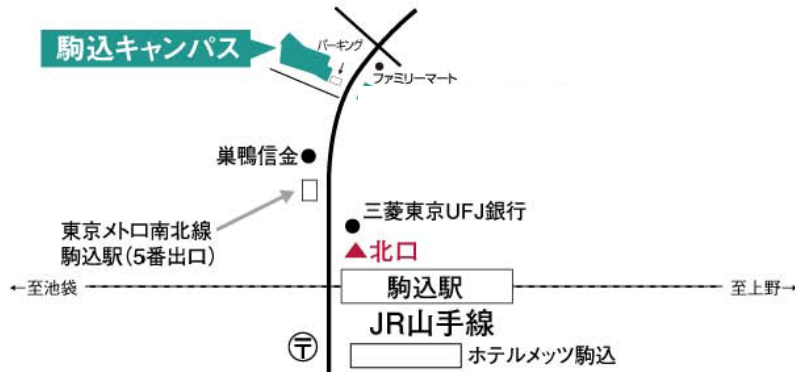 駒込キャンパス
パーキング
ファミリーマート
巣鴨信金
東京メトロ南北線
駒込駅(5番出口)
三菱東京UFJ銀行
北口
←至池袋
駒込駅
至上野→
JR山手線
〒
ホテルメッツ駒込